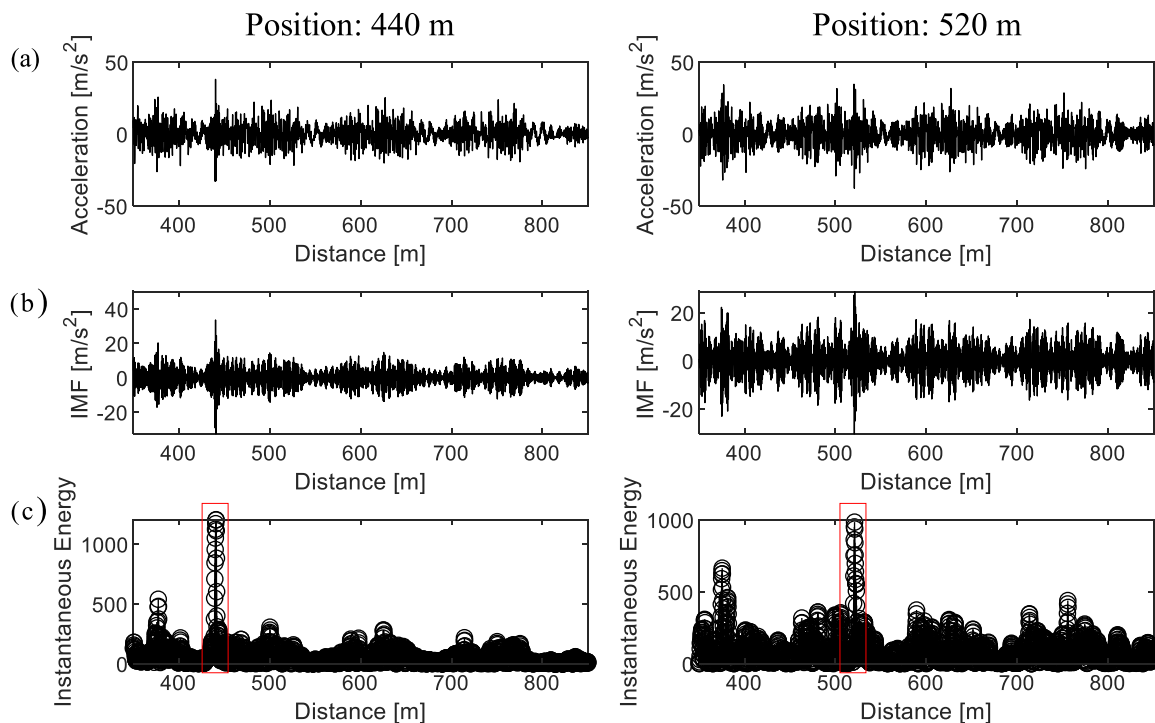 Position: 440 m
Position: 520 m
(a)
Acceleration [m/s²]
50
0
-50
400 500 600 700 800
Distance [m]
Acceleration [m/s²]
50
0
-50
400 500 600 700 800
Distance [m]
(b)
IMF [m/s²]
40
20
0
-20
400 500 600 700 800
Distance [m]
IMF [m/s²]
20
0
-20
400 500 600 700 800
Distance [m]
(c)
Instantaneous Energy
1000
500
0
400 500 600 700 800
Distance [m]
Instantaneous Energy
1000
500
0
400 500 600 700 800
Distance [m]